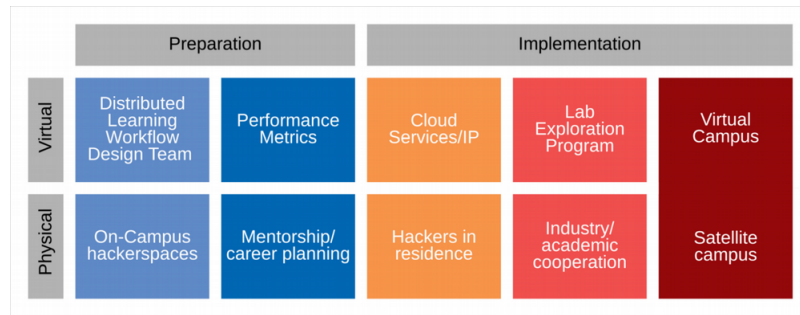 Preparation
Implementation
Virtual
Distributed
Learning
Workflow
Design Team
Performance
Metrics
Cloud
Services/IP
Lab
Exploration
Program
Virtual
Campus
Physical
On-Campus
hackerspaces
Mentorship/
career planning
Hackers in
residence
Industry/
academic
cooperation
Satellite
campus